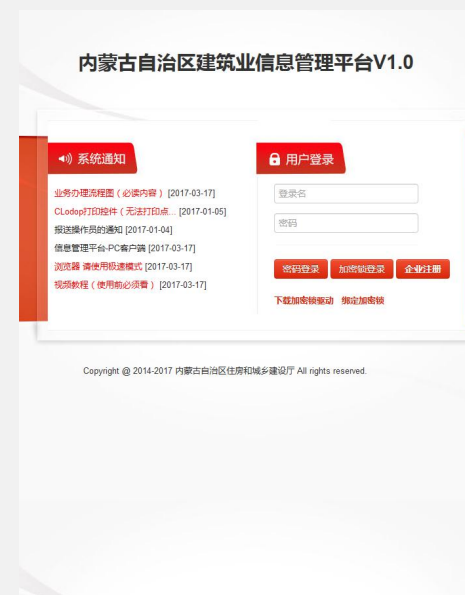 内蒙古自治区建筑业信息管理平台V1.0
系统通知
业务办理流程图（必读内容） [2017-03-17]
CLodop打印控件（无法打印点... [2017-01-05]
报送操作员的通知 [2017-01-04]
信息管理平台-PC客户端 [2017-03-17]
浏览器 请使用极速模式 [2017-03-17]
视频教程（使用前必须看） [2017-03-17]
用户登录
登录名
密码
密码登录 加密锁登录 企业注册
下载加密锁驱动 绑定加密锁
Copyright @ 2014-2017 内蒙古自治区住房和城乡建设厅 All rights reserved.